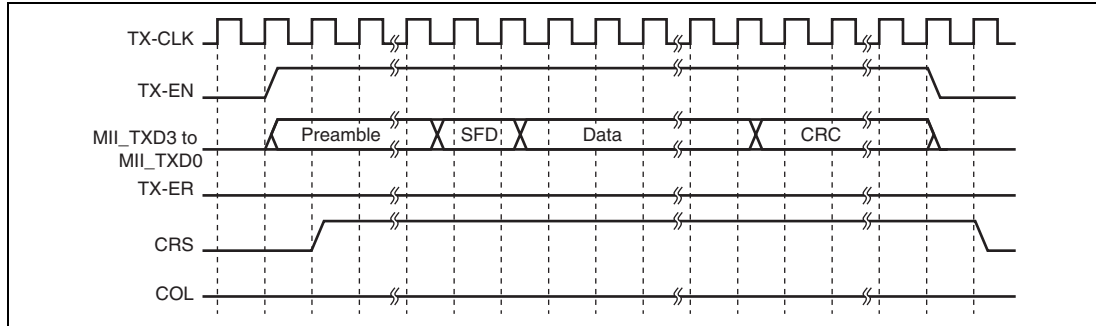 TX-CLK
TX-EN
MII_TXD3 to
MII_TXD0
Preamble
SFD
Data
CRC
TX-ER
CRS
COL